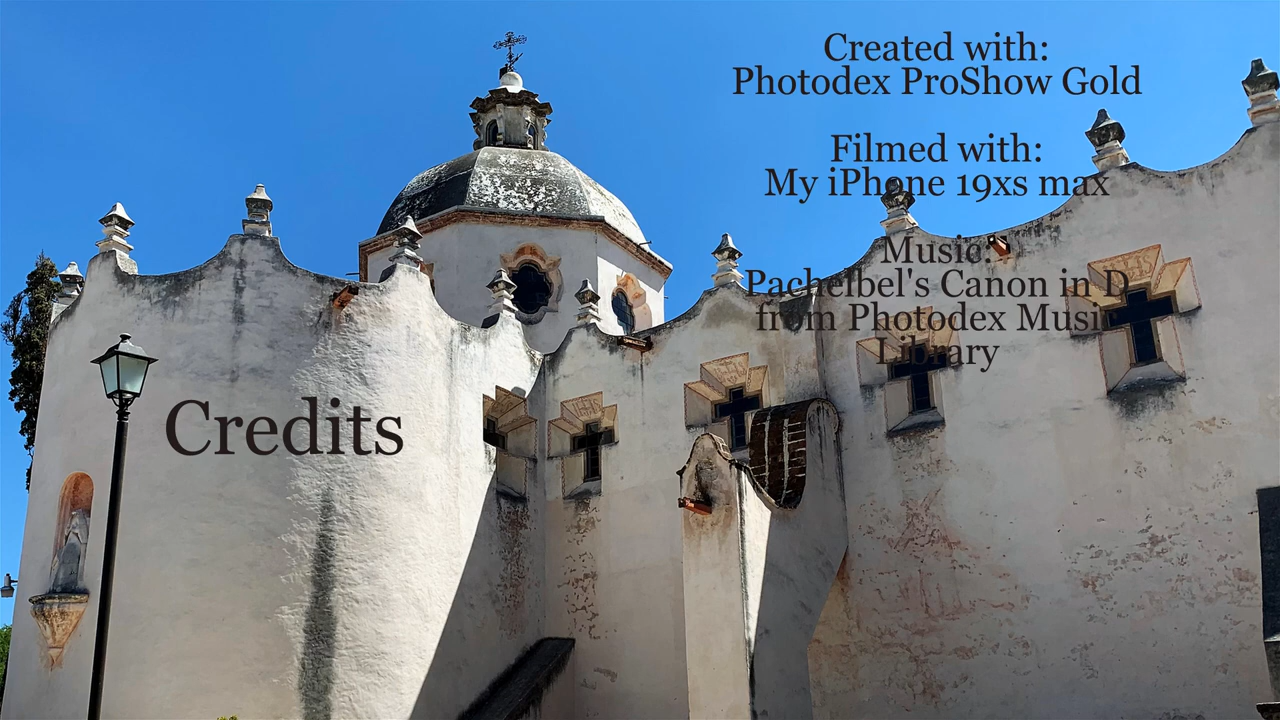 Created with:
Photodex ProShow Gold
Filmed with:
My iPhone 19xs max
Music:
Pachelbel's Canon in D
from Photodex Music
Library
Credits